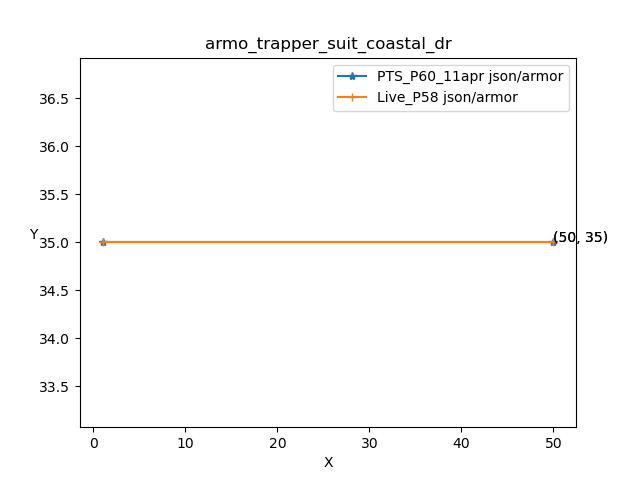 armo_trapper_suit_coastal_dr
PTS_P60_11apr json/armor
Live_P58 json/armor
36.5
36.0
35.5
35.0
34.5
34.0
33.5
Y
(50, 35)
0 10 20 30 40 50
X